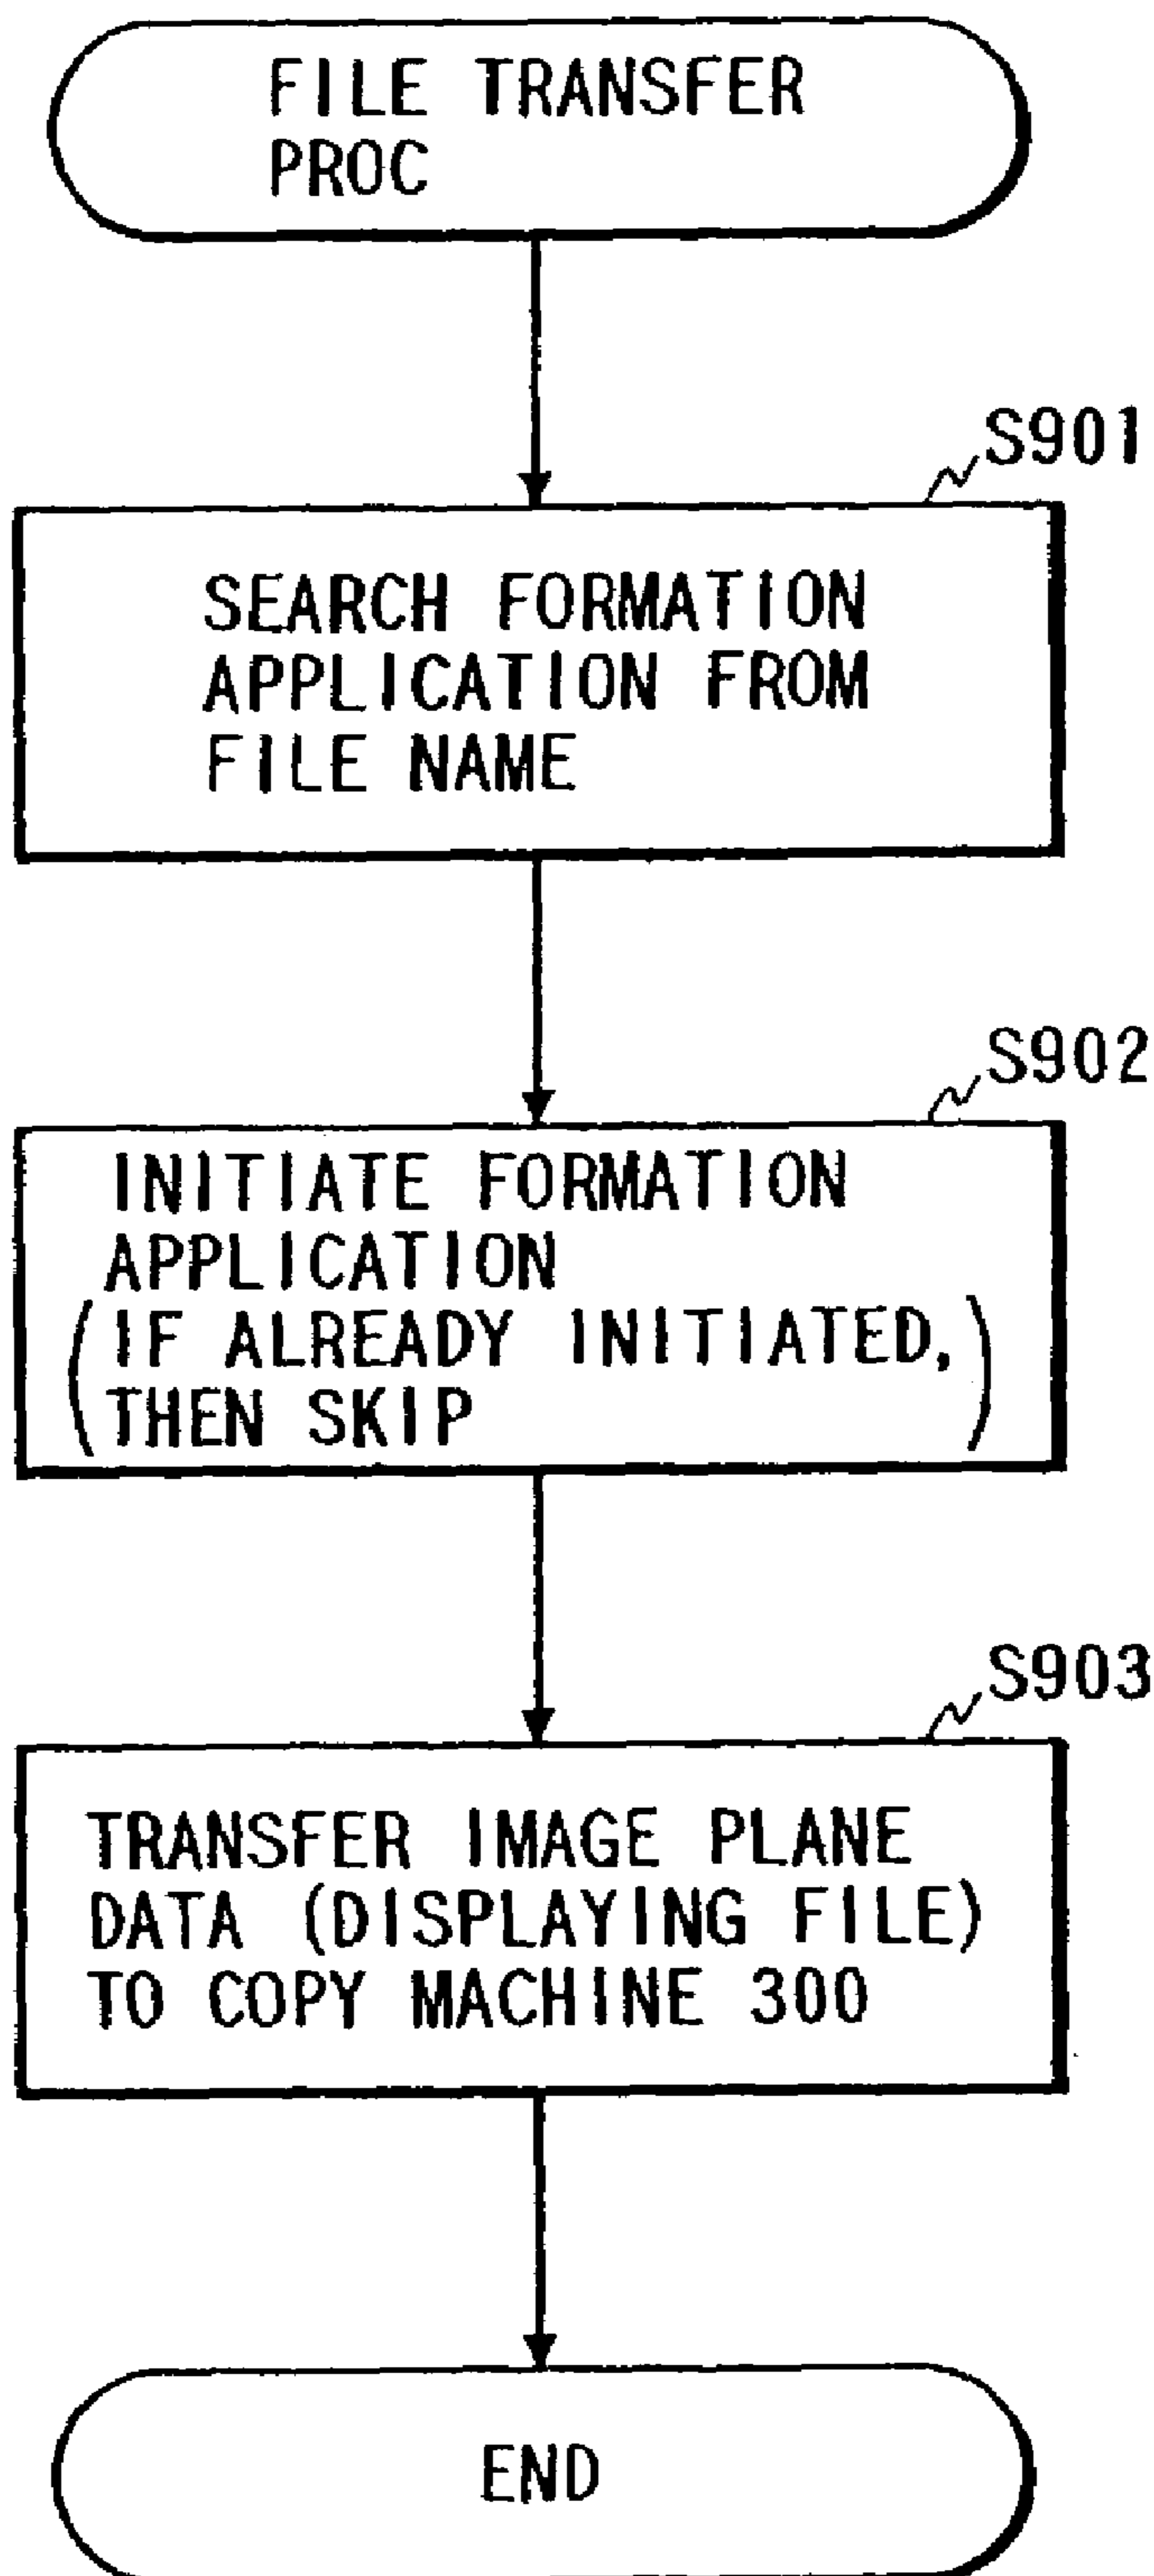 FILE TRANSFER
PROC
S901
SEARCH FORMATION
APPLICATION FROM
FILE NAME
S902
INITIATE FORMATION
APPLICATION
(IF ALREADY INITIATED,
THEN SKIP)
S903
TRANSFER IMAGE PLANE
DATA (DISPLAYING FILE)
TO COPY MACHINE 300
END